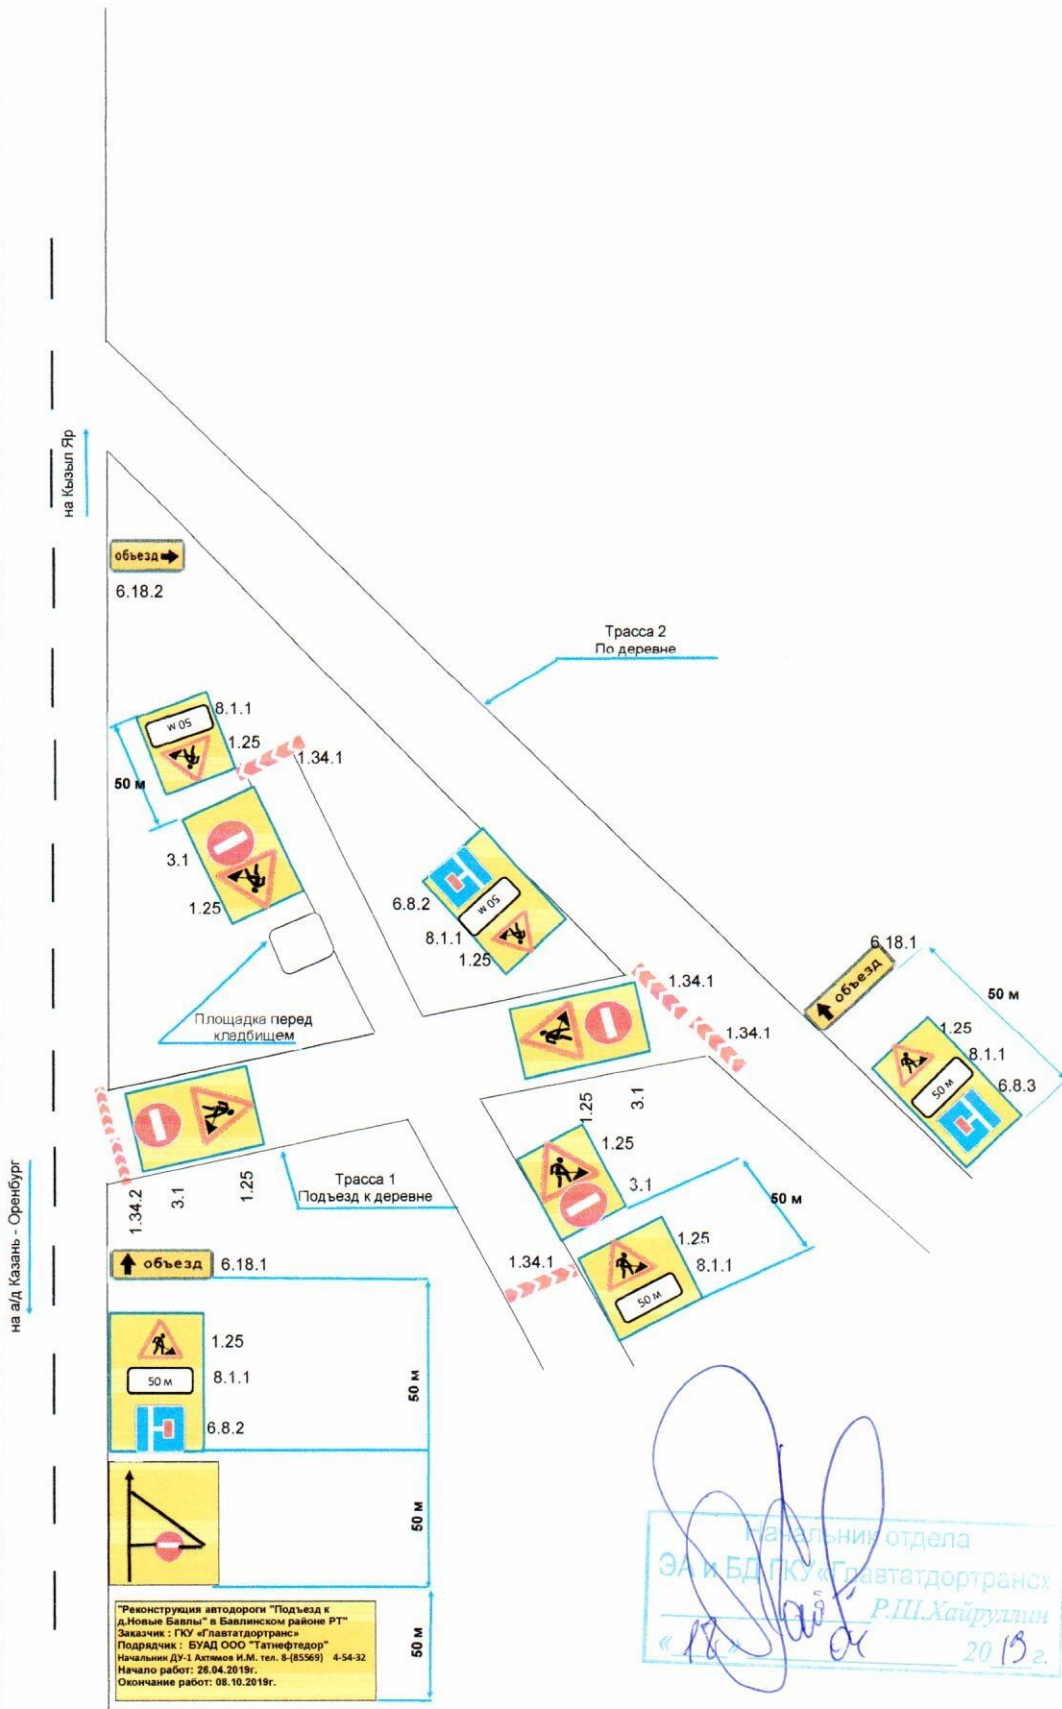 на Кызыл Яр
объезд
6.18.2
Трасса 2
По деревне
8.1.1
50 м
1.25
1.34.1
50 м
3.1
1.25
6.8.2
50 м
8.1.1
1.25
6.18.1
объезд
50 м
1.34.1
1.34.1
1.25
8.1.1
50 м
6.8.3
Площадка перед
кладбищем
1.25
3.1
1.25
3.1
50 м
на а/д Казань - Оренбург
1.34.2
3.1
1.25
Трасса 1
Подъезд к деревне
1.25
8.1.1
1.34.1
50 м
объезд
6.18.1
1.25
50 м
8.1.1
6.8.2
50 м
50 м
"Реконструкция автодороги "Подъезд к
д.Новые Бавлы" в Бавлинском районе РТ"
Заказчик : ГКУ «Главтатдортранс»
Подрядчик : БУАД ООО "Татнефтедор"
Начальник ДУ-1 Ахтямов И.М. тел. 8-(85569) 4-54-32
Начало работ: 26.04.2019г.
Окончание работ: 08.10.2019г.
50 м
Начальник отдела
ЭА и БД ГКУ «Главтатдортранс»
Р.Ш.Хайруллин
« 18 » 04 2019 г.